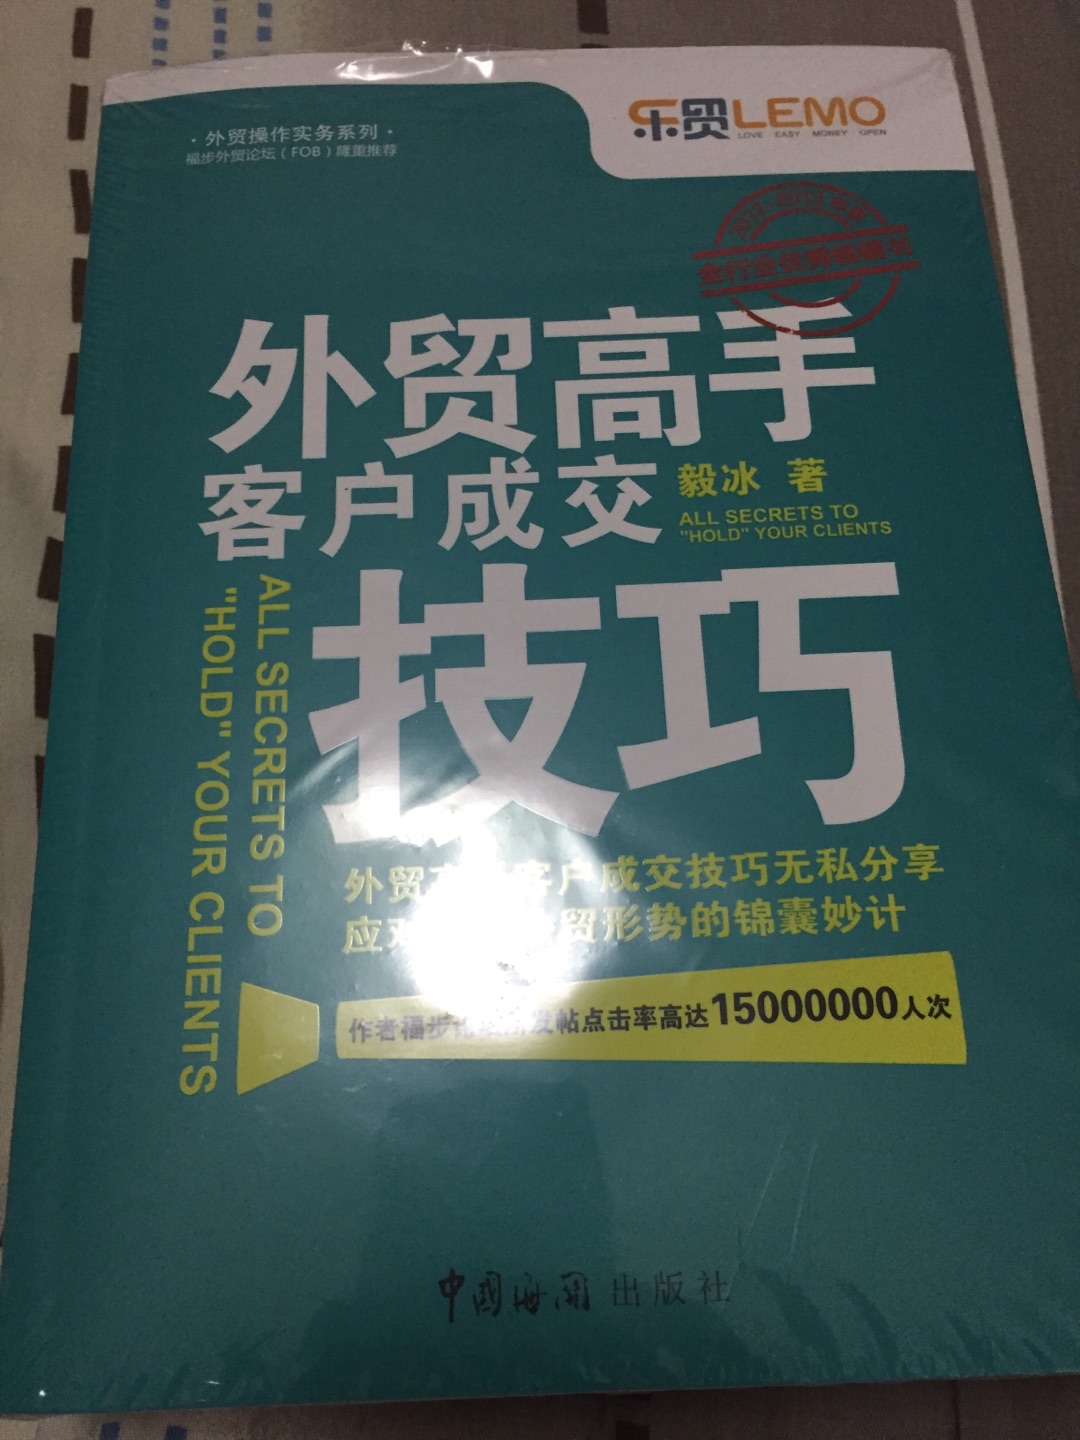 ·外贸操作实务系列·
福步外贸论坛（FOB）隆重推荐
乐贸LEMO
LOVE EASY MONEY OPEN
外贸高手
客户成交
毅冰 著
ALL SECRETS TO
"HOLD" YOUR CLIENTS
技巧
ALL SECRETS TO
"HOLD" YOUR CLIENTS
外贸 客户成交技巧无私分享
应 贸形势的锦囊妙计
作者福步 发帖点击率高达15000000人次
中国海关出版社